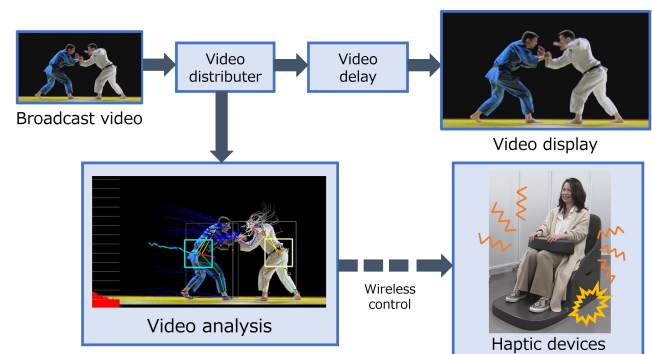 Video
distributer
Video
delay
Broadcast video
Video display
Video analysis
Wireless
control
Haptic devices